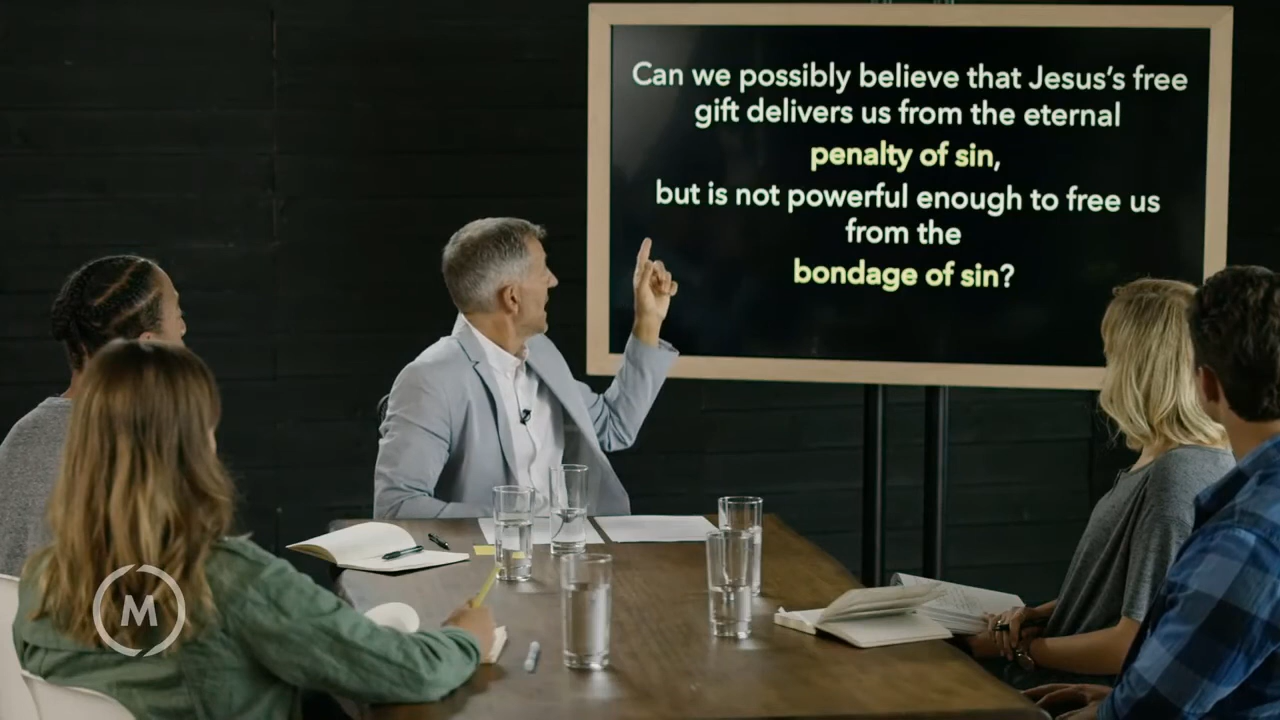 Can we possibly believe that Jesus's free
gift delivers us from the eternal
penalty of sin,
but is not powerful enough to free us
from the
bondage of sin?
M